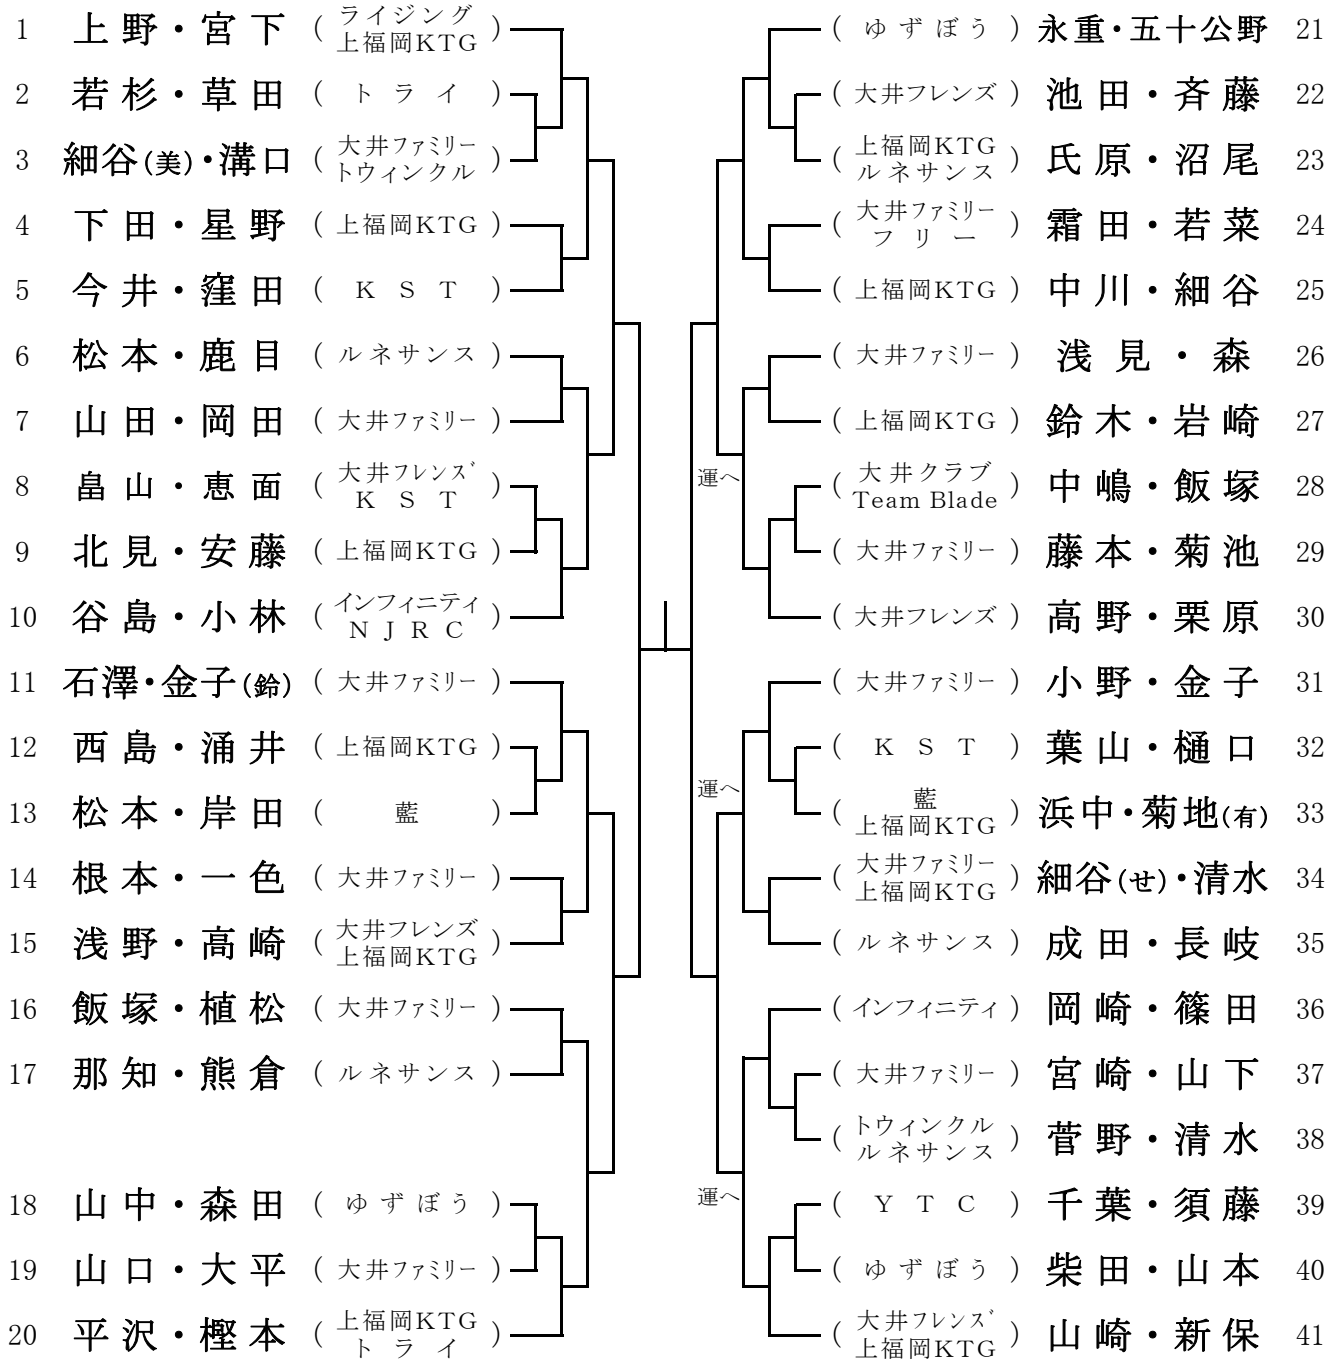 1 上野・宮下 (ライジング 上福岡KTG)
2 若杉・草田 (トライ)
3 細谷(美)・溝口 (大井ファミリー トウィンクル)
4 下田・星野 (上福岡KTG)
5 今井・窪田 (KST)
6 松本・鹿目 (ルネサンス)
7 山田・岡田 (大井ファミリー)
8 畠山・恵面 (大井フレンズ KST)
9 北見・安藤 (上福岡KTG)
10 谷島・小林 (インフィニティ NJRC)
11 石澤・金子(鈴) (大井ファミリー)
12 西島・涌井 (上福岡KTG)
13 松本・岸田 (藍)
14 根本・一色 (大井ファミリー)
15 浅野・高崎 (大井フレンズ 上福岡KTG)
16 飯塚・植松 (大井ファミリー)
17 那知・熊倉 (ルネサンス)
18 山中・森田 (ゆずぼう)
19 山口・大平 (大井ファミリー)
20 平沢・樫本 (上福岡KTG トライ)
(ゆずぼう) 永重・五十公野 21
(大井フレンズ) 池田・斉藤 22
(上福岡KTG ルネサンス) 氏原・沼尾 23
(大井ファミリー フリー) 霜田・若菜 24
(上福岡KTG) 中川・細谷 25
(大井ファミリー) 浅見・森 26
(上福岡KTG) 鈴木・岩崎 27
運へ
(大井クラブ Team Blade) 中嶋・飯塚 28
(大井ファミリー) 藤本・菊池 29
(大井フレンズ) 高野・栗原 30
(大井ファミリー) 小野・金子 31
(KST) 葉山・樋口 32
運へ
(藍 上福岡KTG) 浜中・菊地(有) 33
(大井ファミリー 上福岡KTG) 細谷(せ)・清水 34
(ルネサンス) 成田・長岐 35
(インフィニティ) 岡崎・篠田 36
(大井ファミリー) 宮崎・山下 37
(トウィンクル ルネサンス) 菅野・清水 38
運へ
(YTC) 千葉・須藤 39
(ゆずぼう) 柴田・山本 40
(大井フレンズ 上福岡KTG) 山崎・新保 41